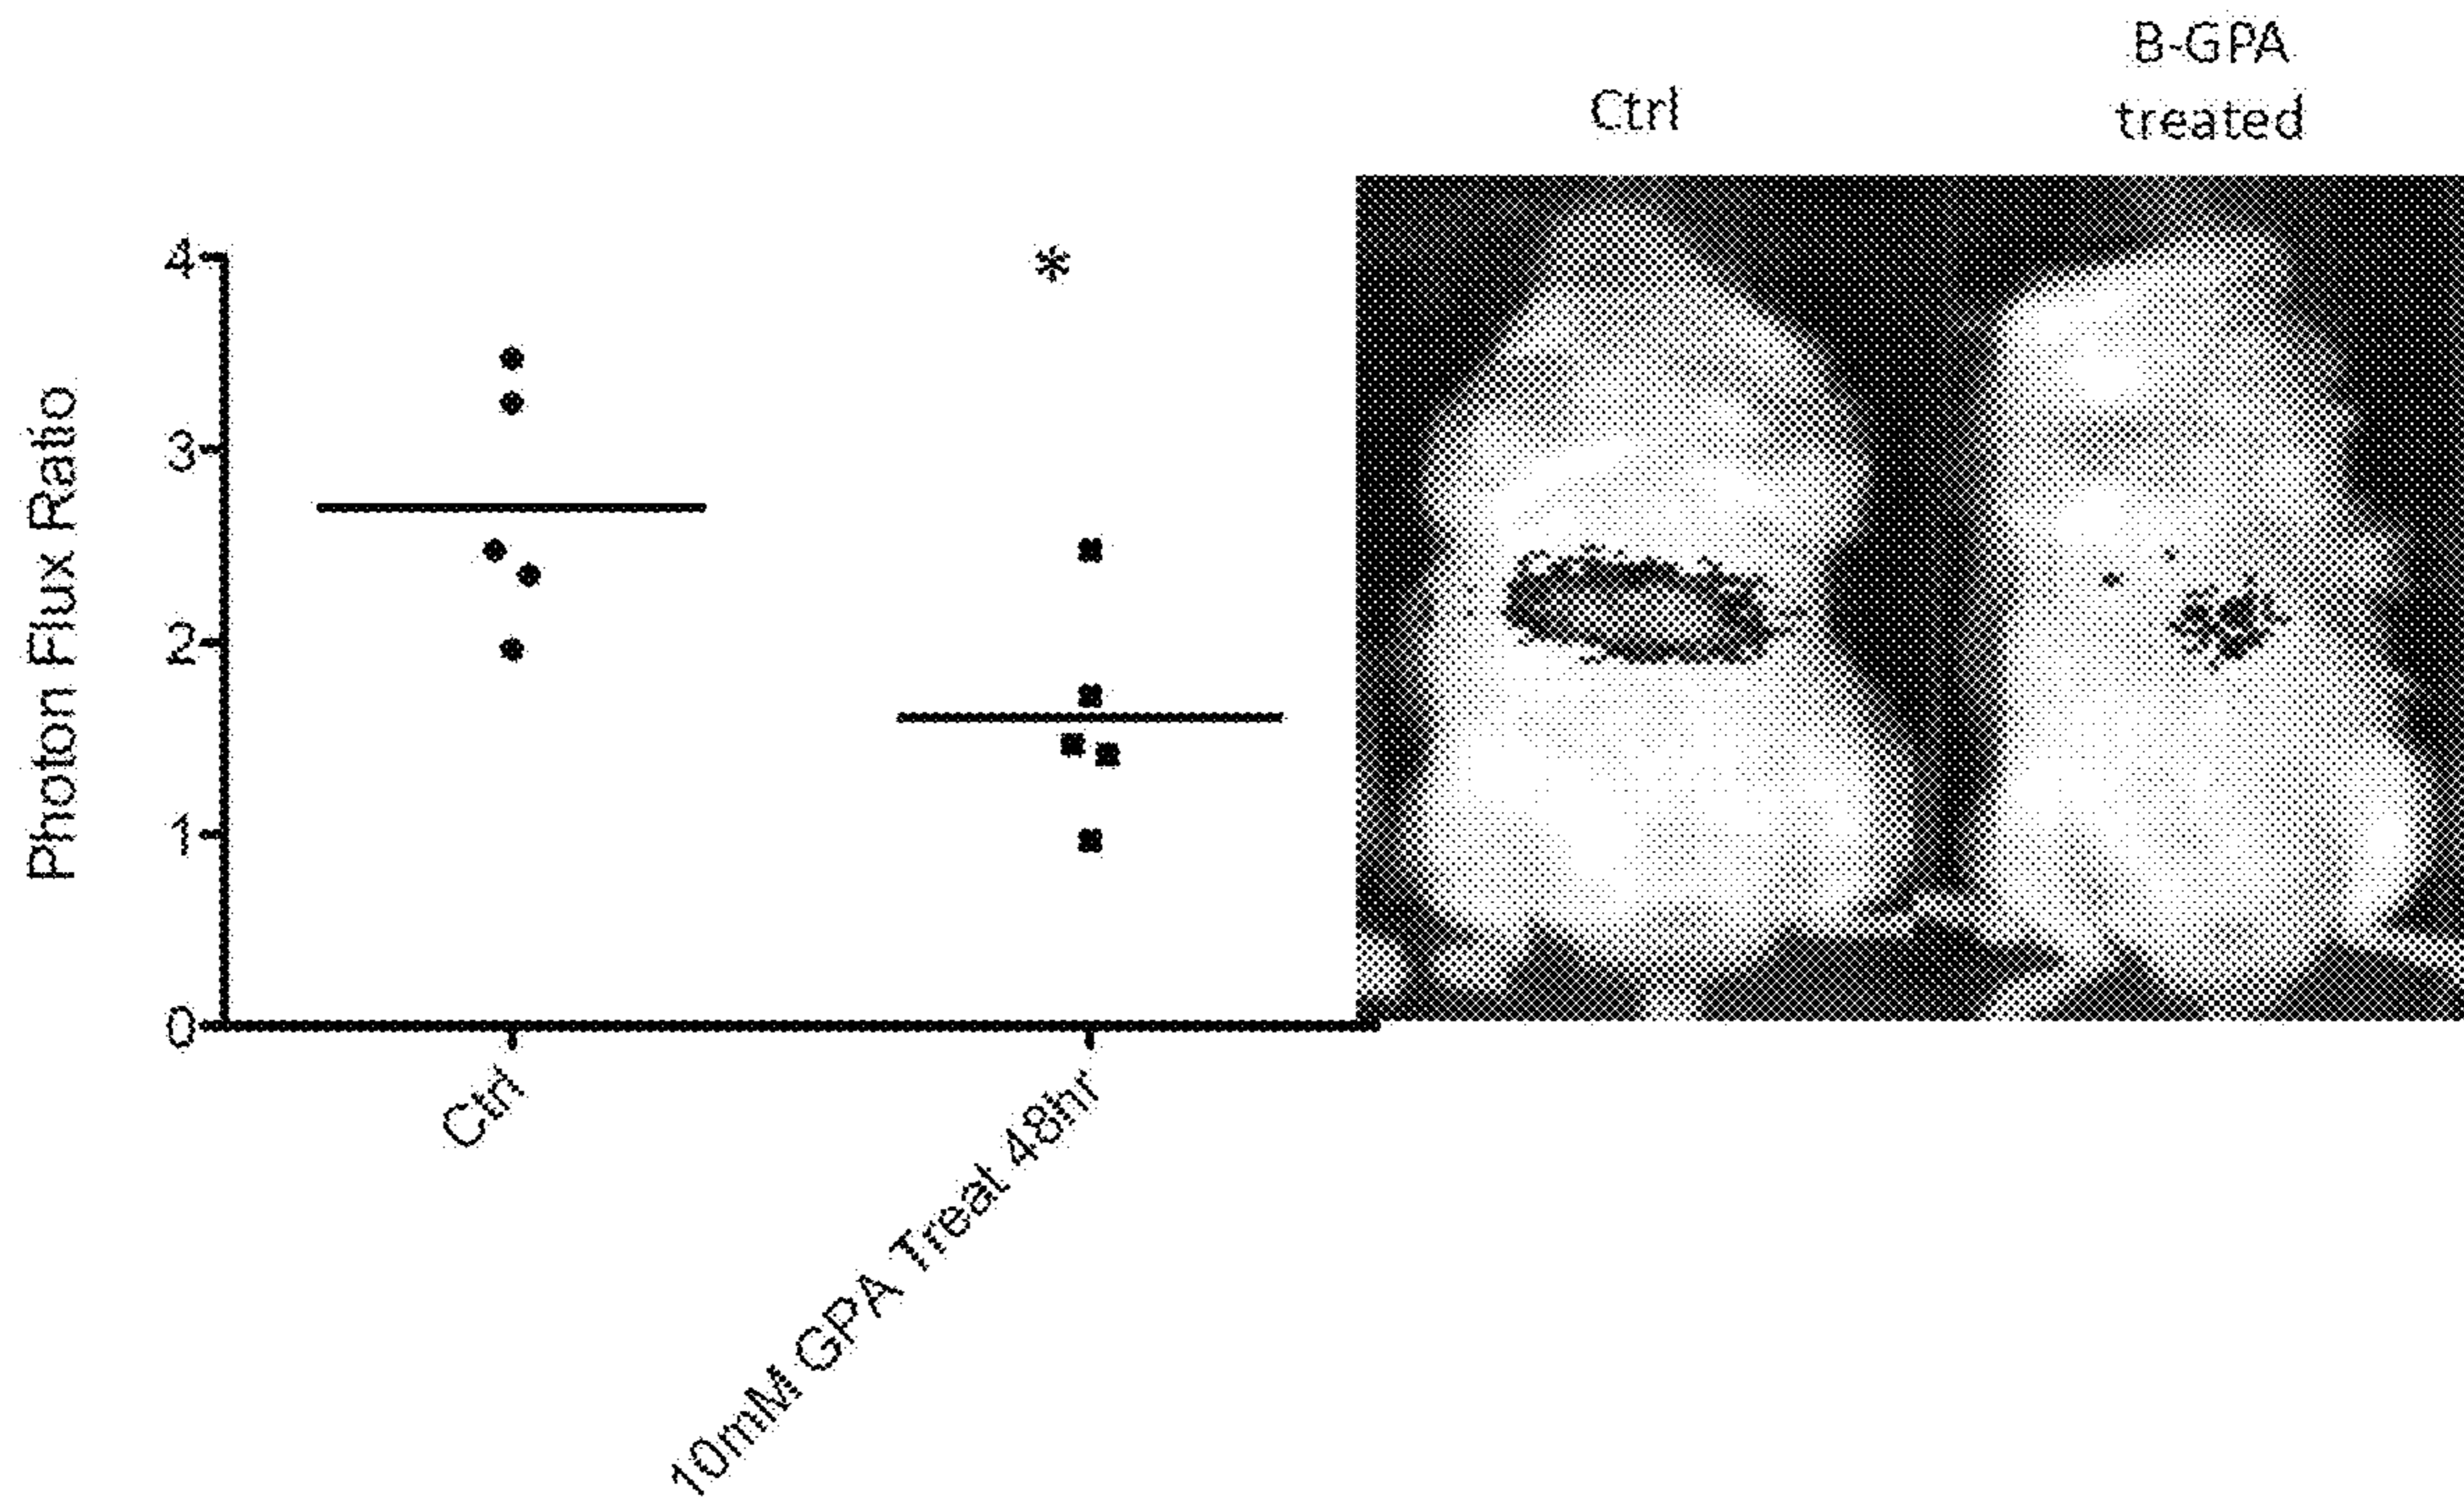 Photon Flux Ratio
4
3
2
1
0
*
Ctrl
10mM GPA Treat 48hr
Ctrl
B-GPA
treated